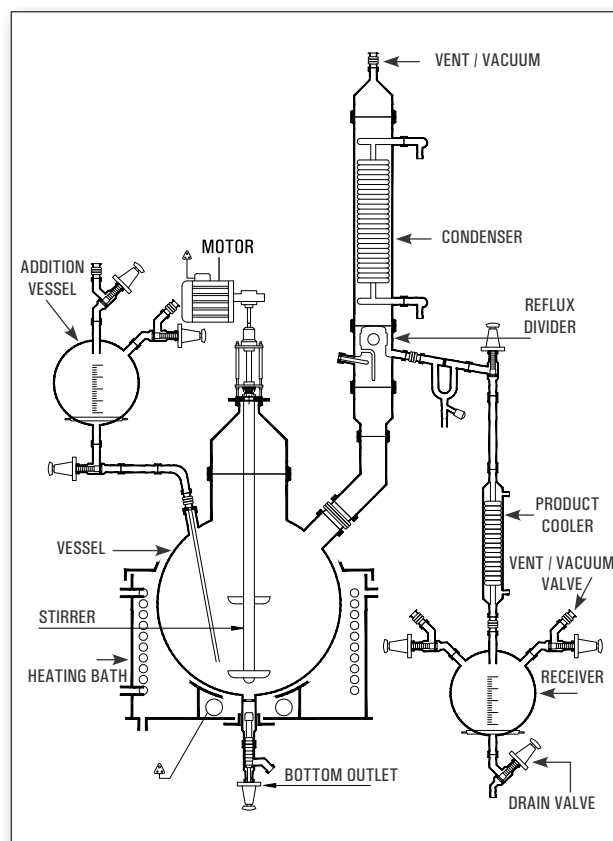 VENT / VACUUM
MOTOR
CONDENSER
ADDITION
VESSEL
REFLUX
DIVIDER
PRODUCT
COOLER
VESSEL
VENT / VACUUM
VALVE
STIRRER
HEATING BATH
RECEIVER
BOTTOM OUTLET
DRAIN VALVE